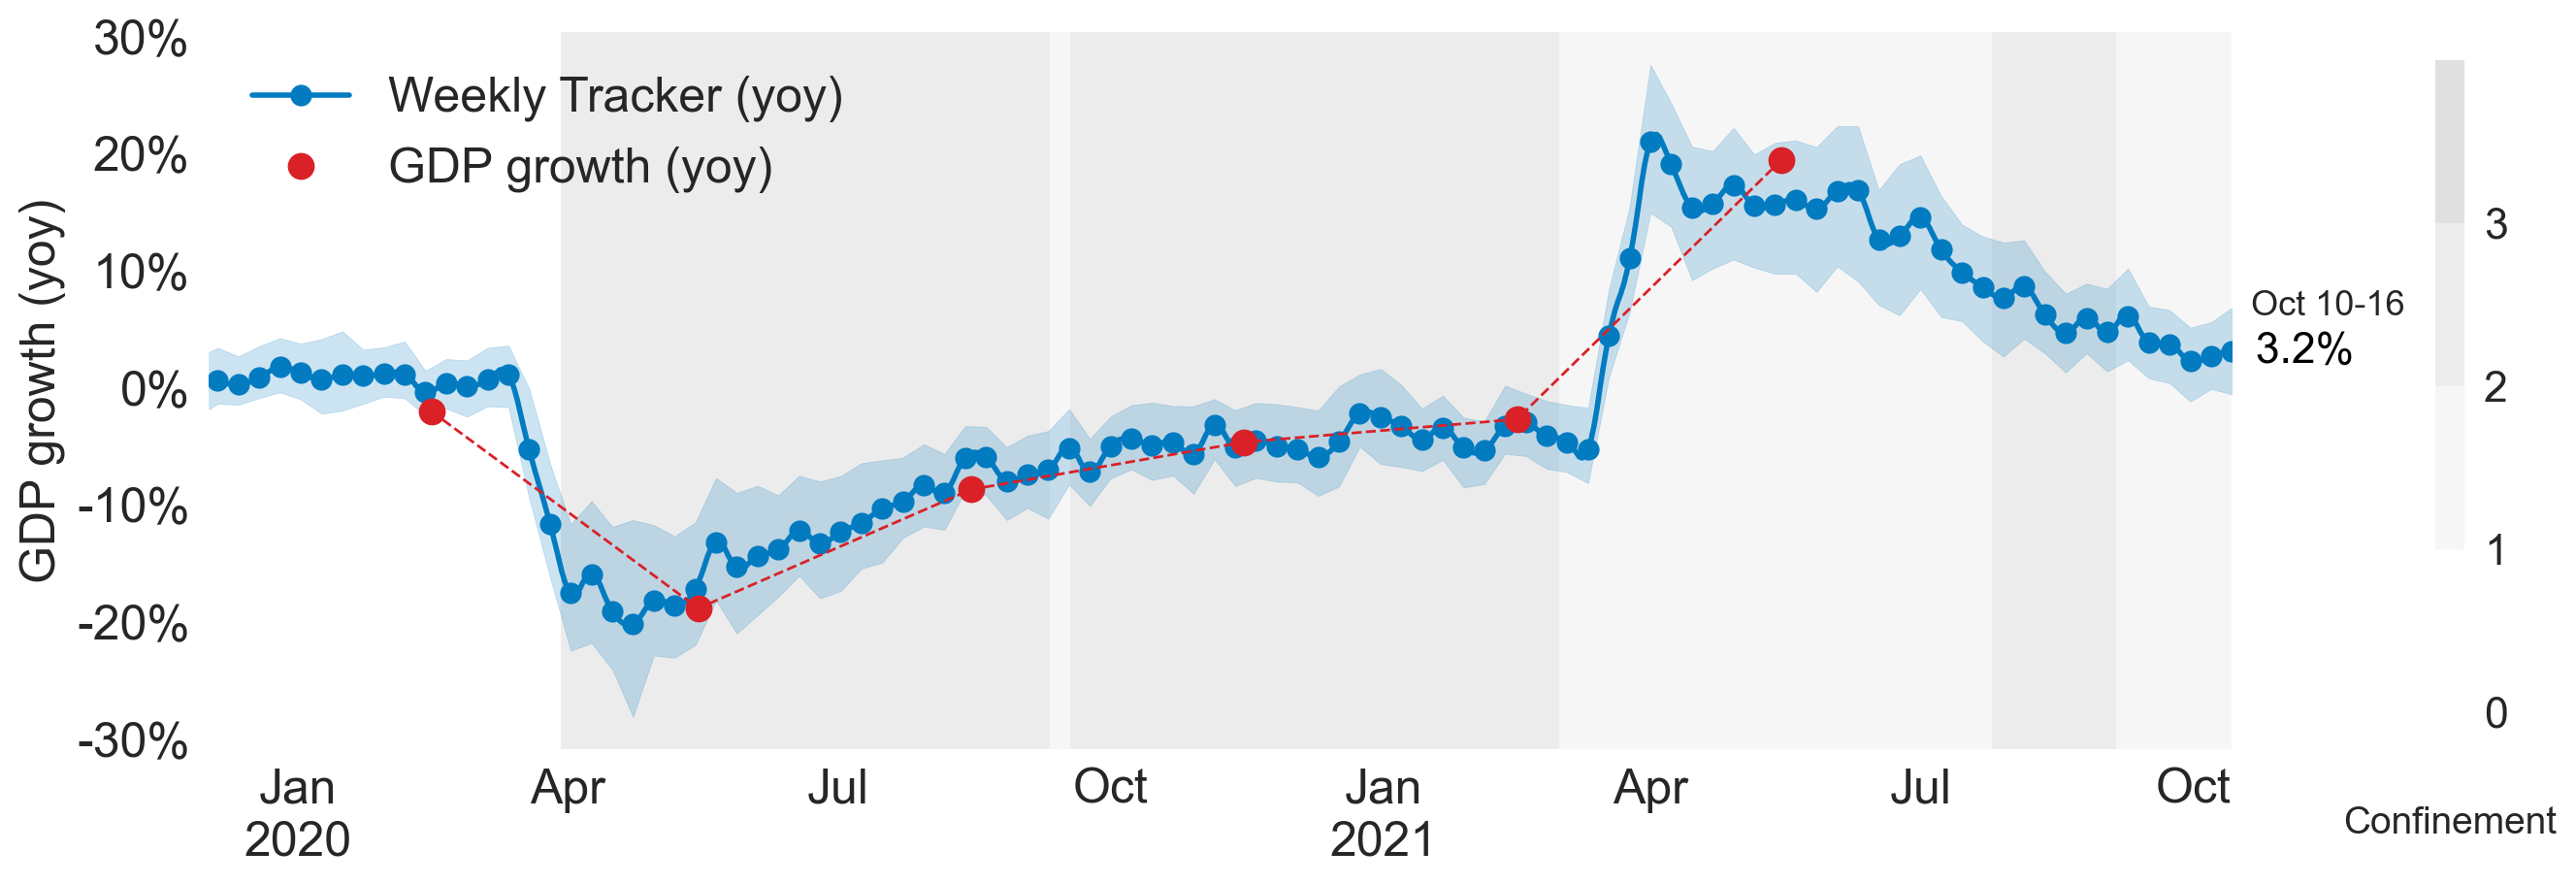 30%
20%
10%
0%
-10%
-20%
-30%
GDP growth (yoy)
Weekly Tracker (yoy)
GDP growth (yoy)
Jan
2020
Apr
Jul
Oct
Jan
2021
Apr
Jul
Oct
Oct 10-16
3.2%
3
2
1
0
Confinement